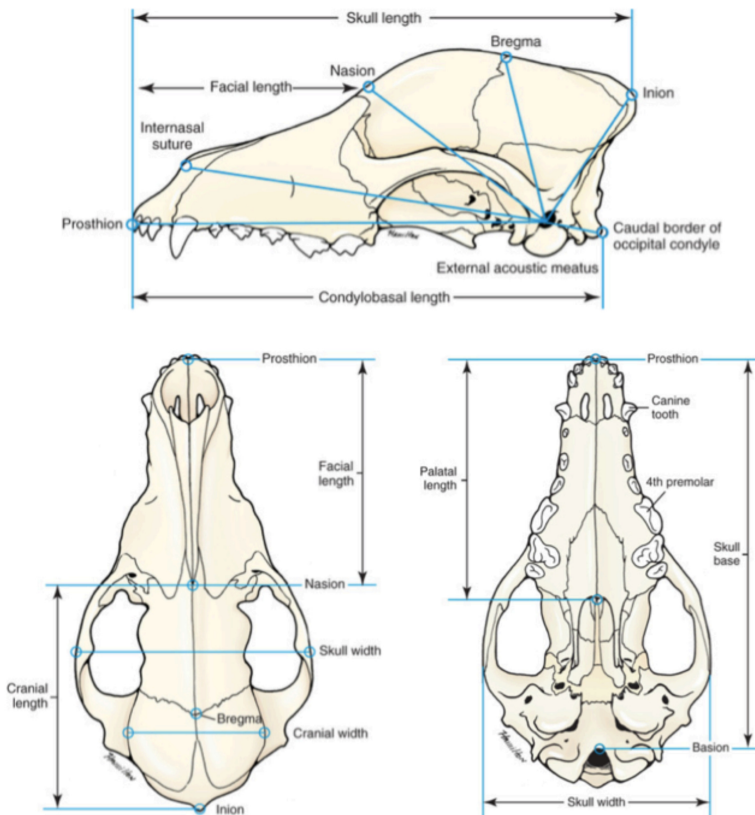 Skull length
Bregma
Nasion
Facial length
Inion
Internasal
suture
Prosthion
Caudal border of
occipital condyle
External acoustic meatus
Condylobasal length
Prosthion
Facial
length
Nasion
Skull width
Cranial
length
Bregma
Cranial width
Inion
Prosthion
Canine
tooth
Palatal
length
4th premolar
Skull
base
Basion
Skull width